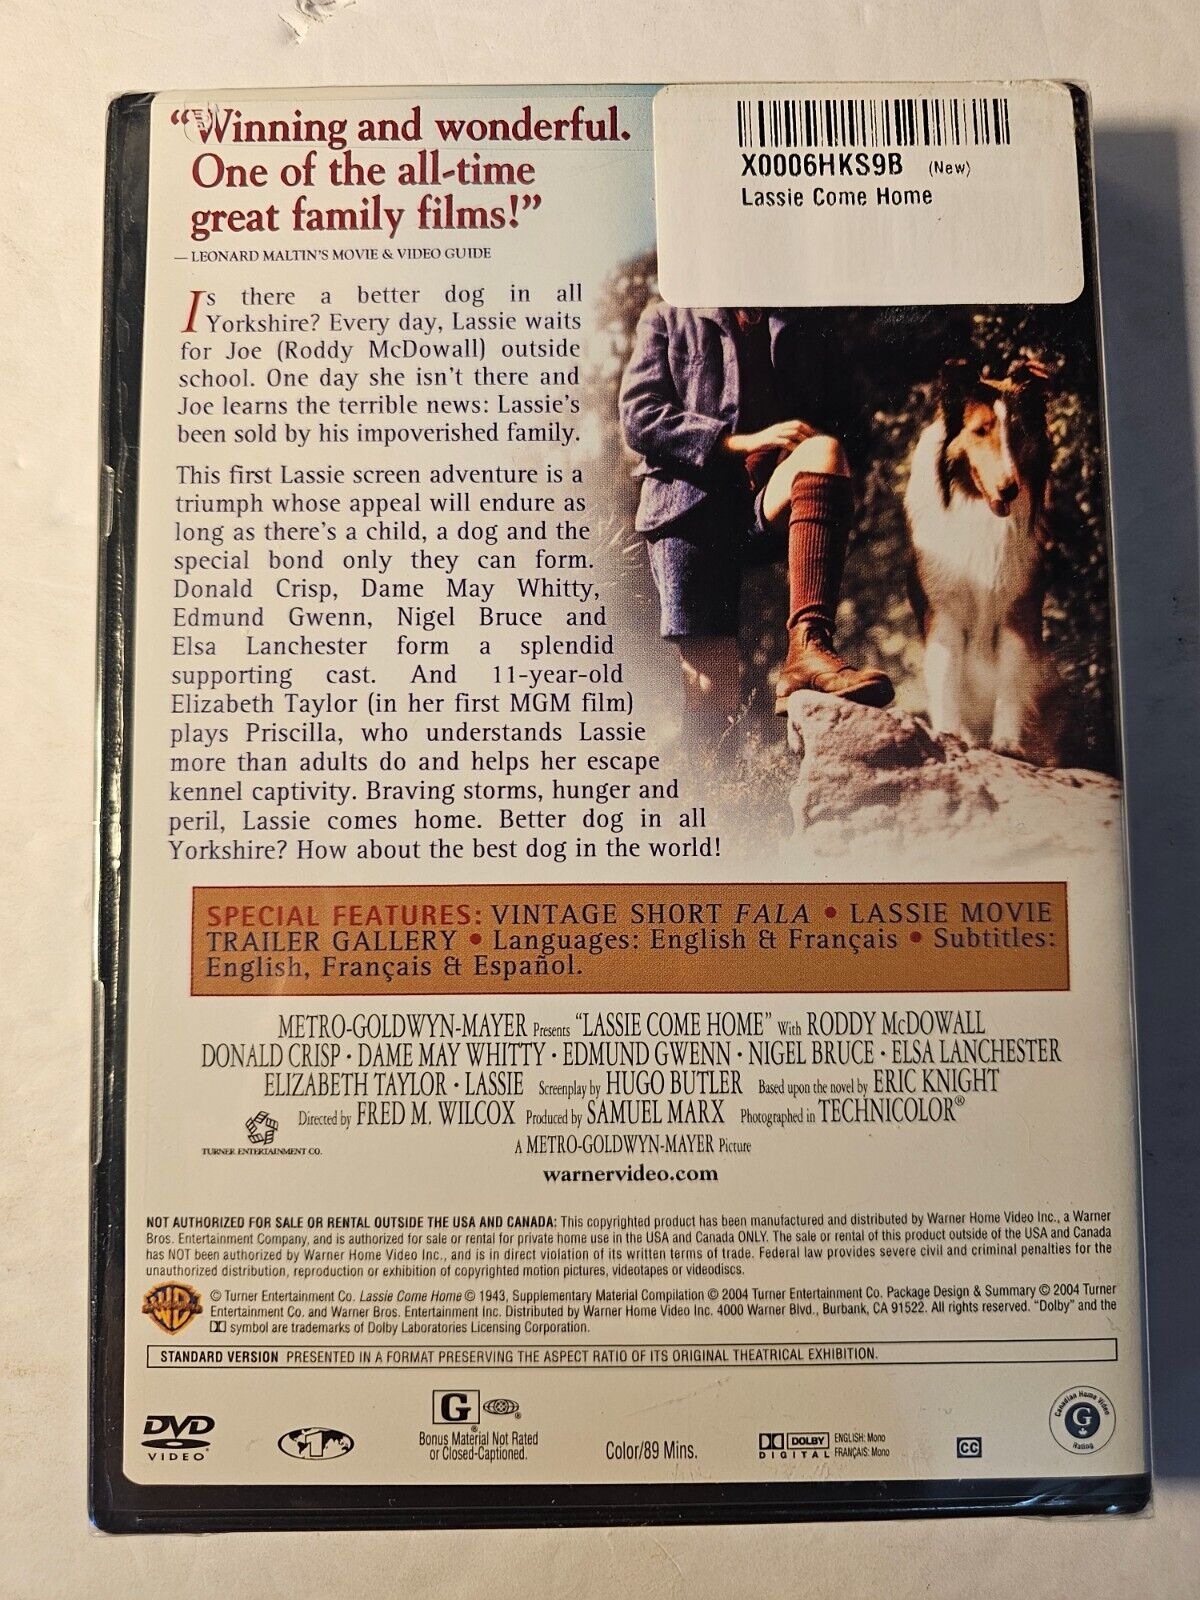 “Winning and wonderful.
One of the all-time
great family films!”
— LEONARD MALTIN'S MOVIE & VIDEO GUIDE
X0006HKS9B (New)
Lassie Come Home
Is there a better dog in all
Yorkshire? Every day, Lassie waits
for Joe (Roddy McDowall) outside
school. One day she isn't there and
Joe learns the terrible news: Lassie's
been sold by his impoverished family.
This first Lassie screen adventure is a
triumph whose appeal will endure as
long as there's a child, a dog and the
special bond only they can form.
Donald Crisp, Dame May Whitty,
Edmund Gwenn, Nigel Bruce and
Elsa Lanchester form a splendid
supporting cast. And 11-year-old
Elizabeth Taylor (in her first MGM film)
plays Priscilla, who understands Lassie
more than adults do and helps her escape
kennel captivity. Braving storms, hunger and
peril, Lassie comes home. Better dog in all
Yorkshire? How about the best dog in the world!
SPECIAL FEATURES: VINTAGE SHORT FALA • LASSIE MOVIE
TRAILER GALLERY • Languages: English & Français • Subtitles:
English, Français & Español.
METRO-GOLDWYN-MAYER Presents “LASSIE COME HOME” With RODDY McDOWALL
DONALD CRISP · DAME MAY WHITTY · EDMUND GWENN · NIGEL BRUCE · ELSA LANCHESTER
ELIZABETH TAYLOR · LASSIE Screenplay by HUGO BUTLER Based upon the novel by ERIC KNIGHT
Directed by FRED M. WILCOX Produced by SAMUEL MARX Photographed in TECHNICOLOR®
TURNER ENTERTAINMENT CO.
A METRO-GOLDWYN-MAYER Picture
warnervideo.com
NOT AUTHORIZED FOR SALE OR RENTAL OUTSIDE THE USA AND CANADA: This copyrighted product has been manufactured and distributed by Warner Home Video Inc., a Warner
Bros. Entertainment Company, and is authorized for sale or rental for private home use in the USA and Canada ONLY. The sale or rental of this product outside of the USA and Canada
has NOT been authorized by Warner Home Video Inc., and is in direct violation of its written terms of trade. Federal law provides severe civil and criminal penalties for the
unauthorized distribution, reproduction or exhibition of copyrighted motion pictures, videotapes or videodiscs.
© Turner Entertainment Co. Lassie Come Home © 1943, Supplementary Material Compilation © 2004 Turner Entertainment Co. Package Design & Summary © 2004 Turner
Entertainment Co. and Warner Bros. Entertainment Inc. Distributed by Warner Home Video Inc. 4000 Warner Blvd., Burbank, CA 91522. All rights reserved. “Dolby” and the
symbol are trademarks of Dolby Laboratories Licensing Corporation.
STANDARD VERSION PRESENTED IN A FORMAT PRESERVING THE ASPECT RATIO OF ITS ORIGINAL THEATRICAL EXHIBITION.
DVD
VIDEO
1
G ®
Bonus Material Not Rated
or Closed-Captioned.
Color/89 Mins.
DOLBY
DIGITAL
ENGLISH: Mono
FRANÇAIS: Mono
CC
Canadian Home Video
G
Rating